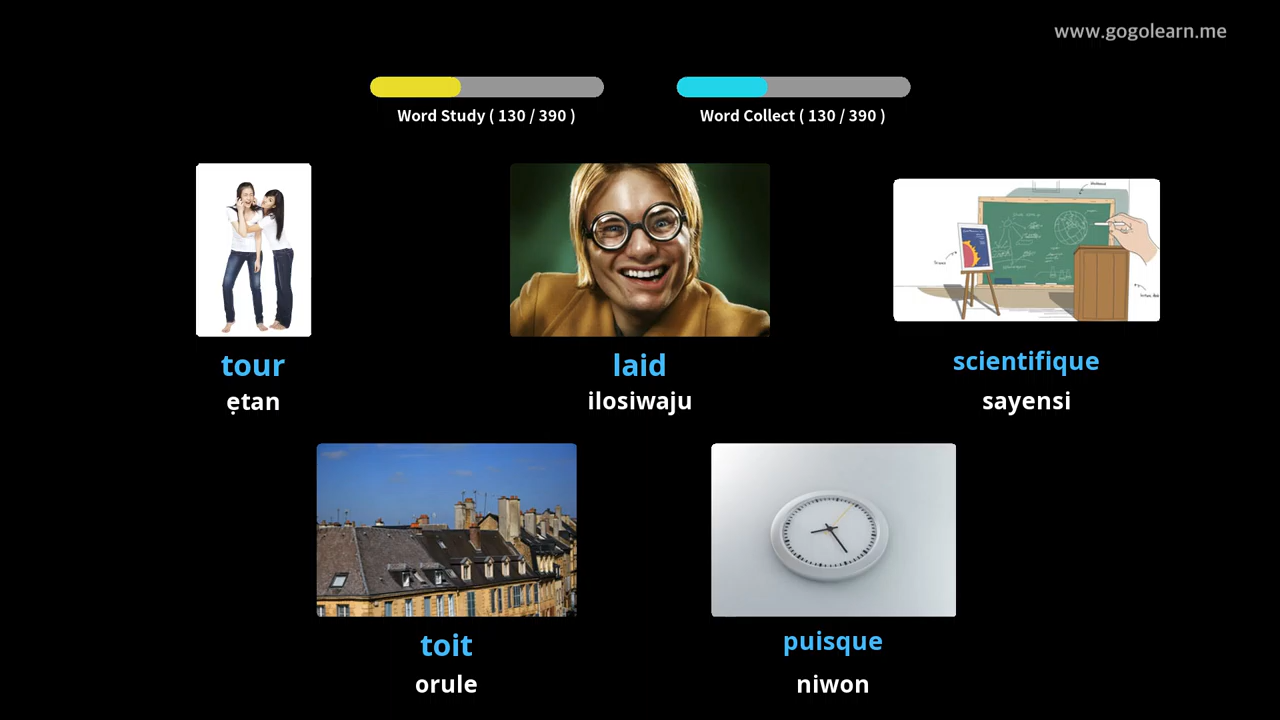 www.gogolearn.me
Word Study ( 130 / 390 )
Word Collect ( 130 / 390 )
tour
ẹtan
laid
ilosiwaju
scientifique
sayensi
toit
orule
puisque
niwon